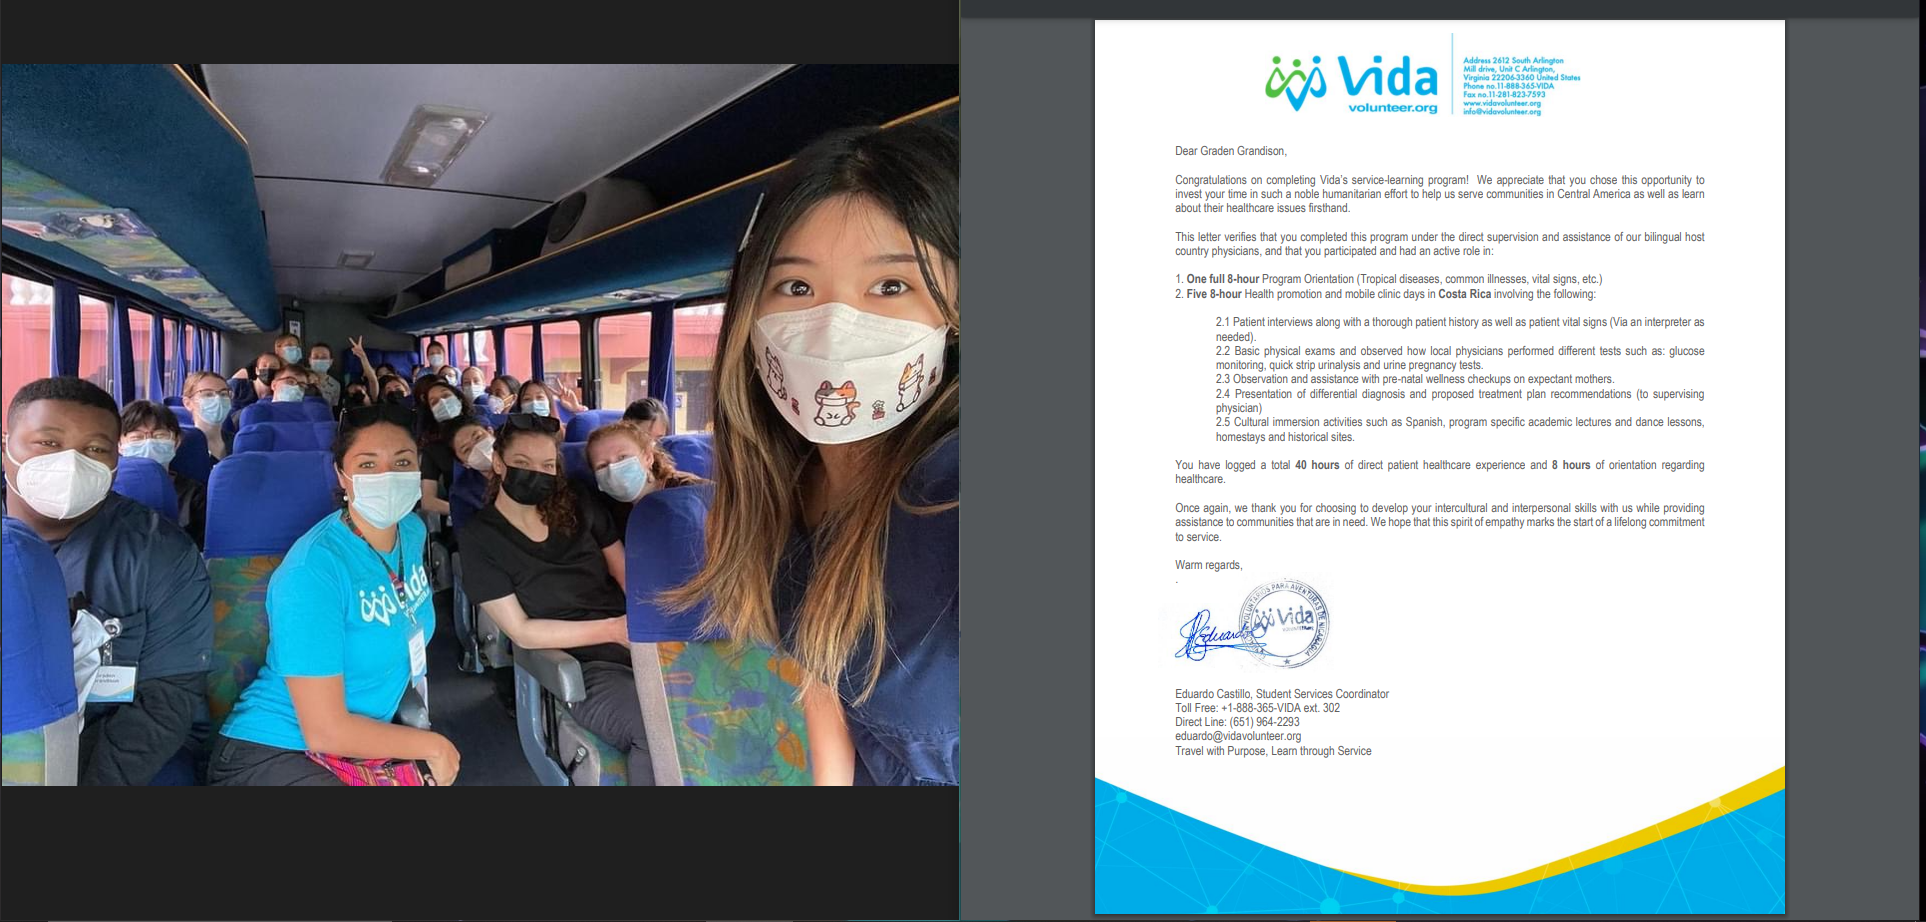 Vida
Graden
Grandison
Vida
volunteer.org
Address 2612 South Arlington
Mill drive, Unit C Arlington,
Virginia 22206-3360 United States
Phone no.11-888-365-VIDA
Fax no.11-281-823-7593
www.vidavolunteer.org
info@vidavolunteer.org
Dear Graden Grandison,
Congratulations on completing Vida's service-learning program! We appreciate that you chose this opportunity to
invest your time in such a noble humanitarian effort to help us serve communities in Central America as well as learn
about their healthcare issues firsthand.
This letter verifies that you completed this program under the direct supervision and assistance of our bilingual host
country physicians, and that you participated and had an active role in:
1. One full 8-hour Program Orientation (Tropical diseases, common illnesses, vital signs, etc.)
2. Five 8-hour Health promotion and mobile clinic days in Costa Rica involving the following:
2.1 Patient interviews along with a thorough patient history as well as patient vital signs (Via an interpreter as
needed).
2.2 Basic physical exams and observed how local physicians performed different tests such as: glucose
monitoring, quick strip urinalysis and urine pregnancy tests.
2.3 Observation and assistance with pre-natal wellness checkups on expectant mothers.
2.4 Presentation of differential diagnosis and proposed treatment plan recommendations (to supervising
physician)
2.5 Cultural immersion activities such as Spanish, program specific academic lectures and dance lessons,
homestays and historical sites.
You have logged a total 40 hours of direct patient healthcare experience and 8 hours of orientation regarding
healthcare.
Once again, we thank you for choosing to develop your intercultural and interpersonal skills with us while providing
assistance to communities that are in need. We hope that this spirit of empathy marks the start of a lifelong commitment
to service.
Warm regards,
.
Eduardo
VOLUNTARIOS PARA AVENTURAS DE NICARAGUA
Vida
Eduardo Castillo, Student Services Coordinator
Toll Free: +1-888-365-VIDA ext. 302
Direct Line: (651) 964-2293
eduardo@vidavolunteer.org
Travel with Purpose, Learn through Service